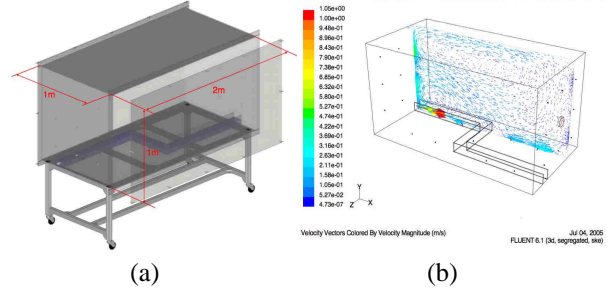 1m
2m
1m
1.05e+00
1.00e+00
9.48e-01
8.96e-01
8.43e-01
7.90e-01
7.38e-01
6.85e-01
6.32e-01
5.80e-01
5.27e-01
4.74e-01
4.22e-01
3.69e-01
3.16e-01
2.63e-01
2.11e-01
1.58e-01
1.05e-01
5.27e-02
4.73e-07
Y
Z X
Velocity Vectors Colored By Velocity Magnitude (m/s)
Jul 04, 2005
FLUENT 6.1 (3d, segregated, ske)
(a)
(b)